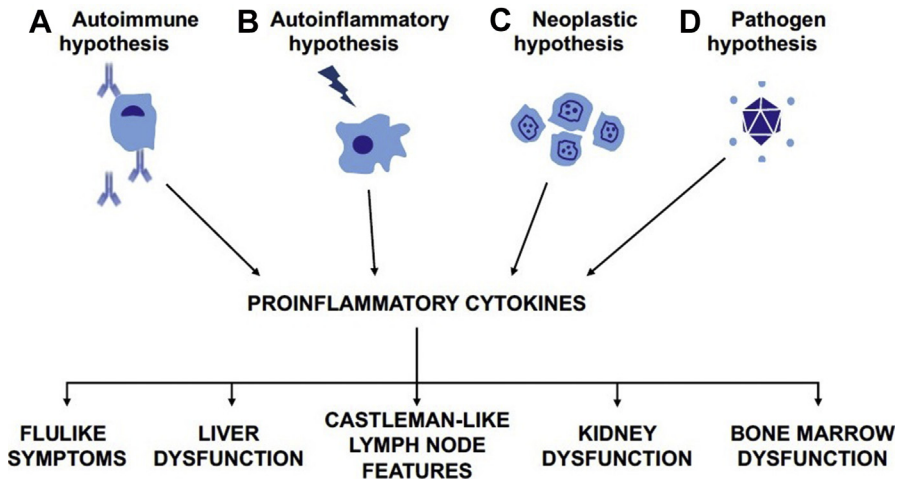 A Autoimmune
hypothesis
B Autoinflammatory
hypothesis
C Neoplastic
hypothesis
D Pathogen
hypothesis
PROINFLAMMATORY CYTOKINES
FLULIKE
SYMPTOMS
LIVER
DYSFUNCTION
CASTLEMAN-LIKE
LYMPH NODE
FEATURES
KIDNEY
DYSFUNCTION
BONE MARROW
DYSFUNCTION